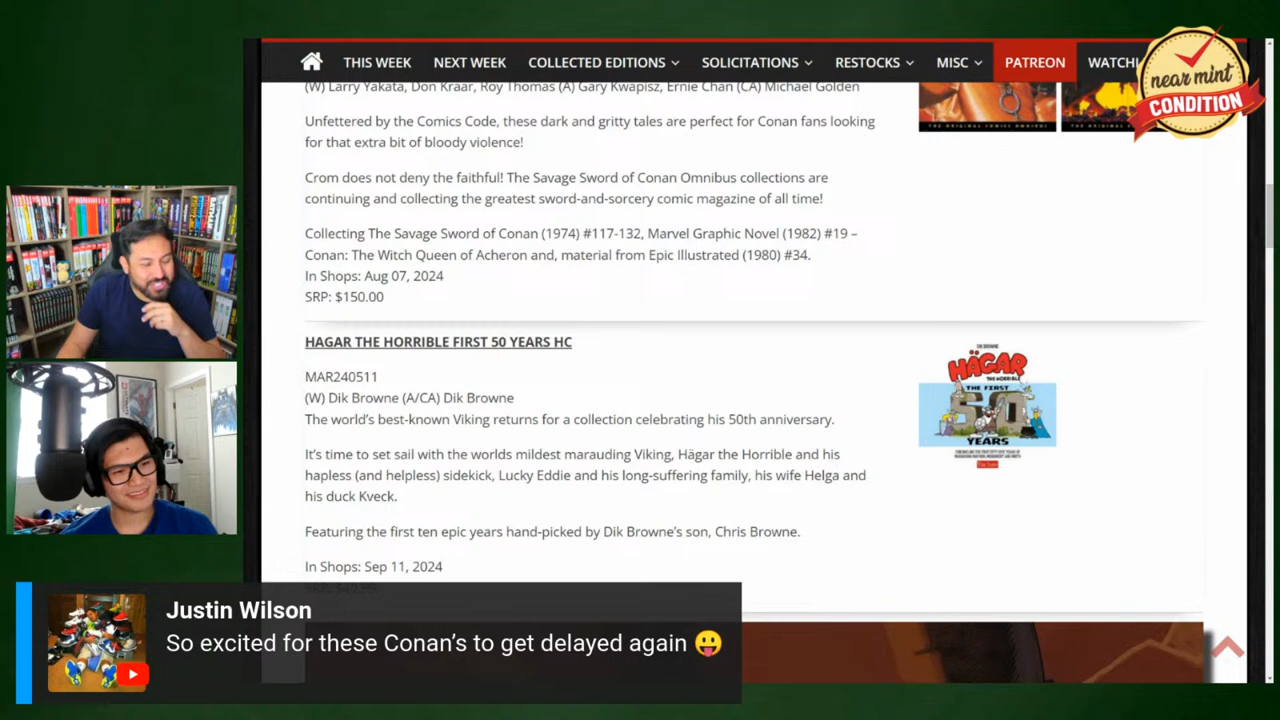 THIS WEEK NEXT WEEK COLLECTED EDITIONS SOLICITATIONS RESTOCKS MISC PATREON WATCHL
near mint
CONDITION
(W) Larry Yakata, Don Kraar, Roy Thomas (A) Gary Kwapisz, Ernie Chan (CA) Michael Golden
Unfettered by the Comics Code, these dark and gritty tales are perfect for Conan fans looking
for that extra bit of bloody violence!
Crom does not deny the faithful! The Savage Sword of Conan Omnibus collections are
continuing and collecting the greatest sword-and-sorcery comic magazine of all time!
Collecting The Savage Sword of Conan (1974) #117-132, Marvel Graphic Novel (1982) #19 –
Conan: The Witch Queen of Acheron and, material from Epic Illustrated (1980) #34.
In Shops: Aug 07, 2024
SRP: $150.00
HAGAR THE HORRIBLE FIRST 50 YEARS HC
MAR240511
(W) Dik Browne (A/CA) Dik Browne
The world's best-known Viking returns for a collection celebrating his 50th anniversary.
It's time to set sail with the worlds mildest marauding Viking, Hägar the Horrible and his
hapless (and helpless) sidekick, Lucky Eddie and his long-suffering family, his wife Helga and
his duck Kveck.
Featuring the first ten epic years hand-picked by Dik Browne's son, Chris Browne.
In Shops: Sep 11, 2024
DIK BROWNE
HÄGAR
THE HORRIBLE
THE FIRST
50
YEARS
Justin Wilson
So excited for these Conan's to get delayed again 😛